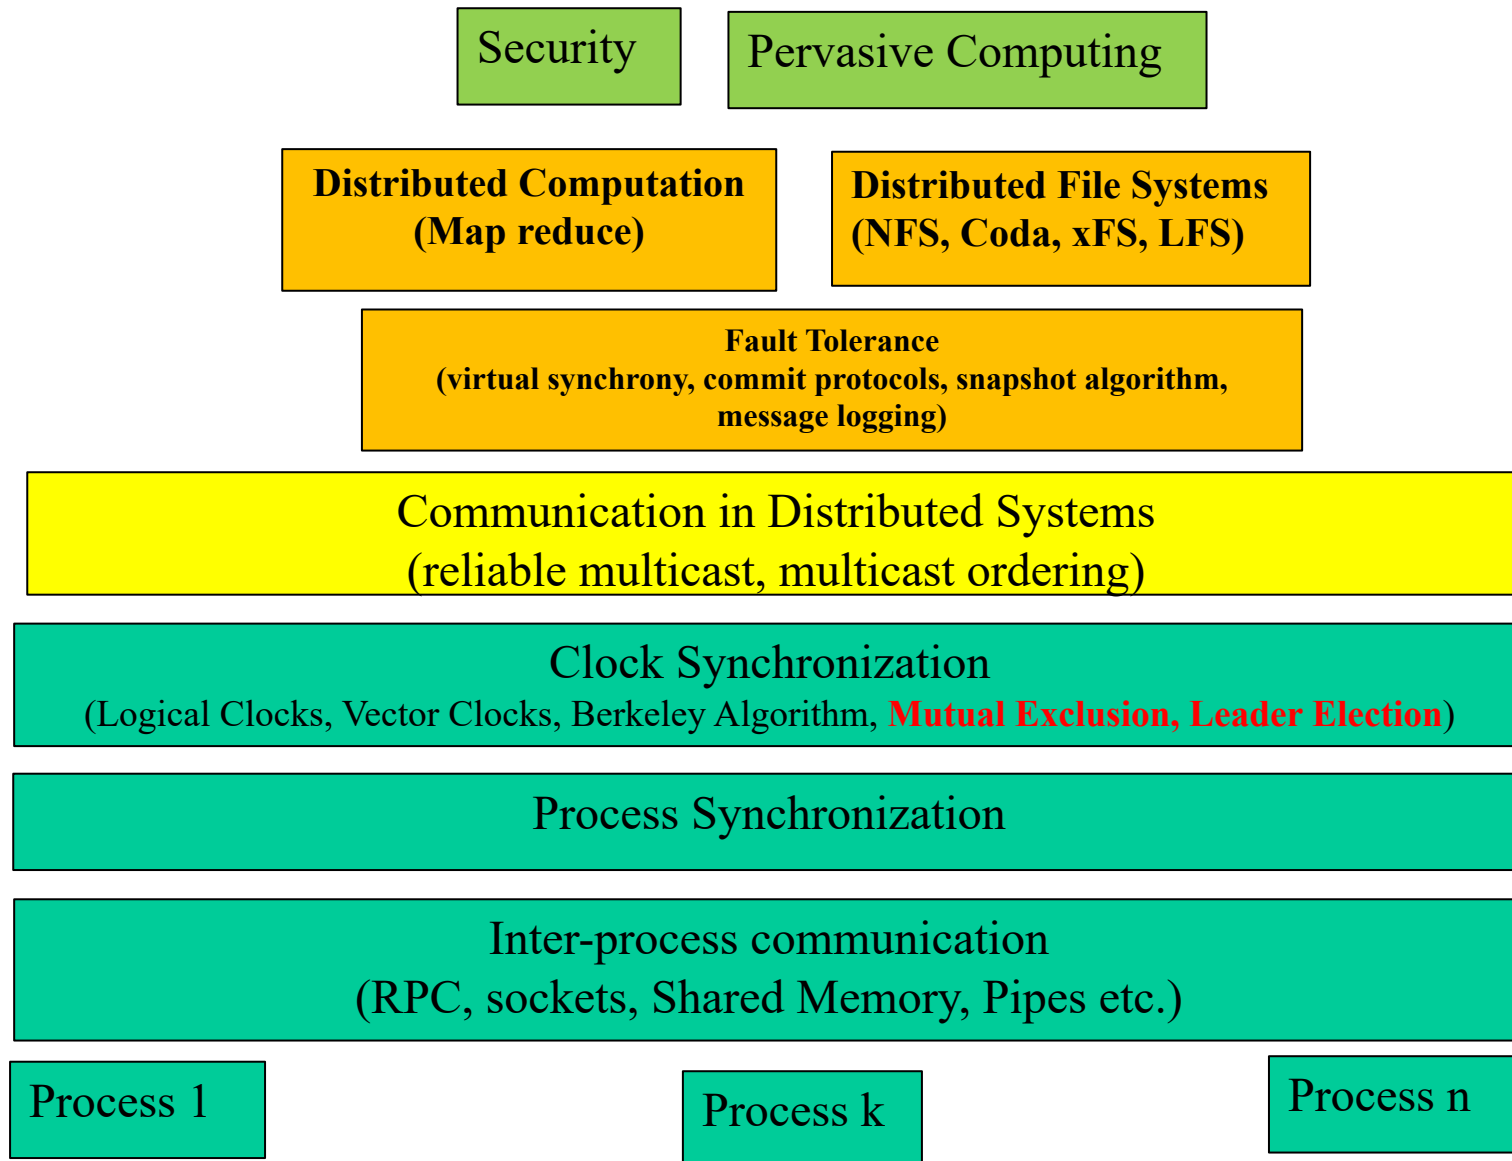 Security
Pervasive Computing
Distributed Computation
(Map reduce)
Distributed File Systems
(NFS, Coda, xFS, LFS)
Fault Tolerance
(virtual synchrony, commit protocols, snapshot algorithm,
message logging)
Communication in Distributed Systems
(reliable multicast, multicast ordering)
Clock Synchronization
(Logical Clocks, Vector Clocks, Berkeley Algorithm, Mutual Exclusion, Leader Election)
Process Synchronization
Inter-process communication
(RPC, sockets, Shared Memory, Pipes etc.)
Process 1
Process k
Process n